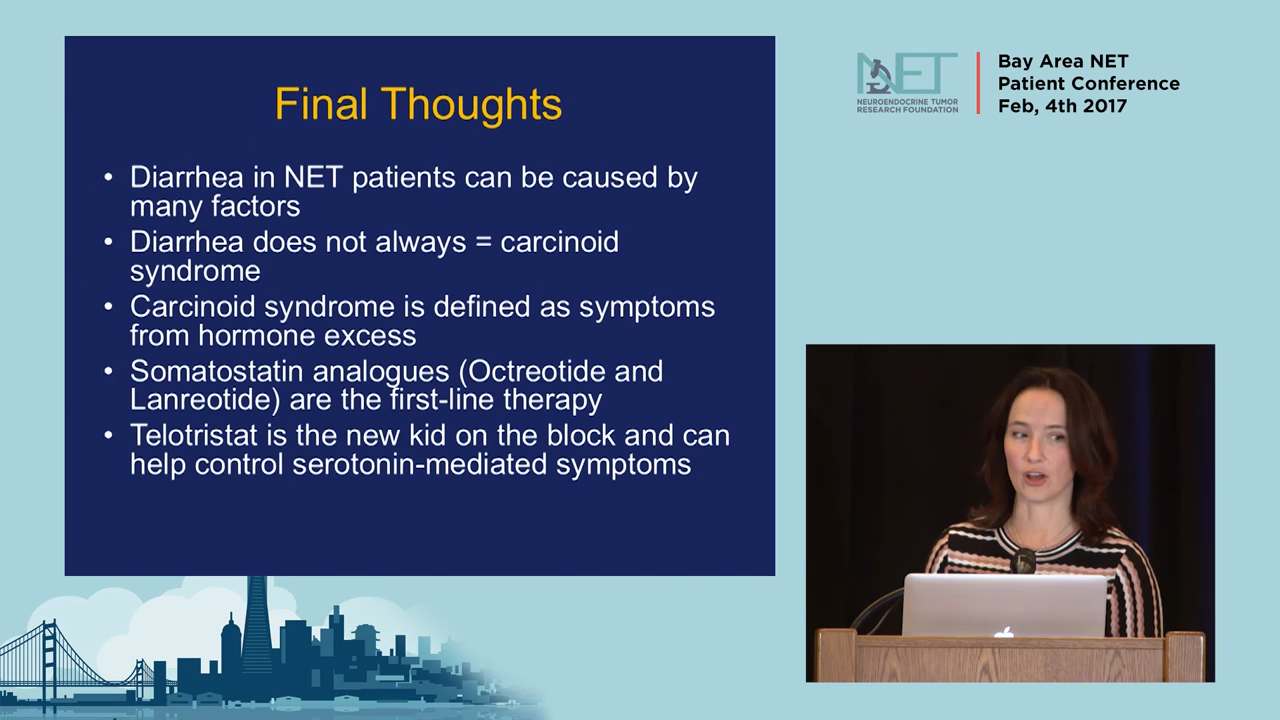 Final Thoughts
• Diarrhea in NET patients can be caused by
many factors
• Diarrhea does not always = carcinoid
syndrome
• Carcinoid syndrome is defined as symptoms
from hormone excess
• Somatostatin analogues (Octreotide and
Lanreotide) are the first-line therapy
• Telotristat is the new kid on the block and can
help control serotonin-mediated symptoms
NET
NEUROENDOCRINE TUMOR
RESEARCH FOUNDATION
Bay Area NET
Patient Conference
Feb, 4th 2017